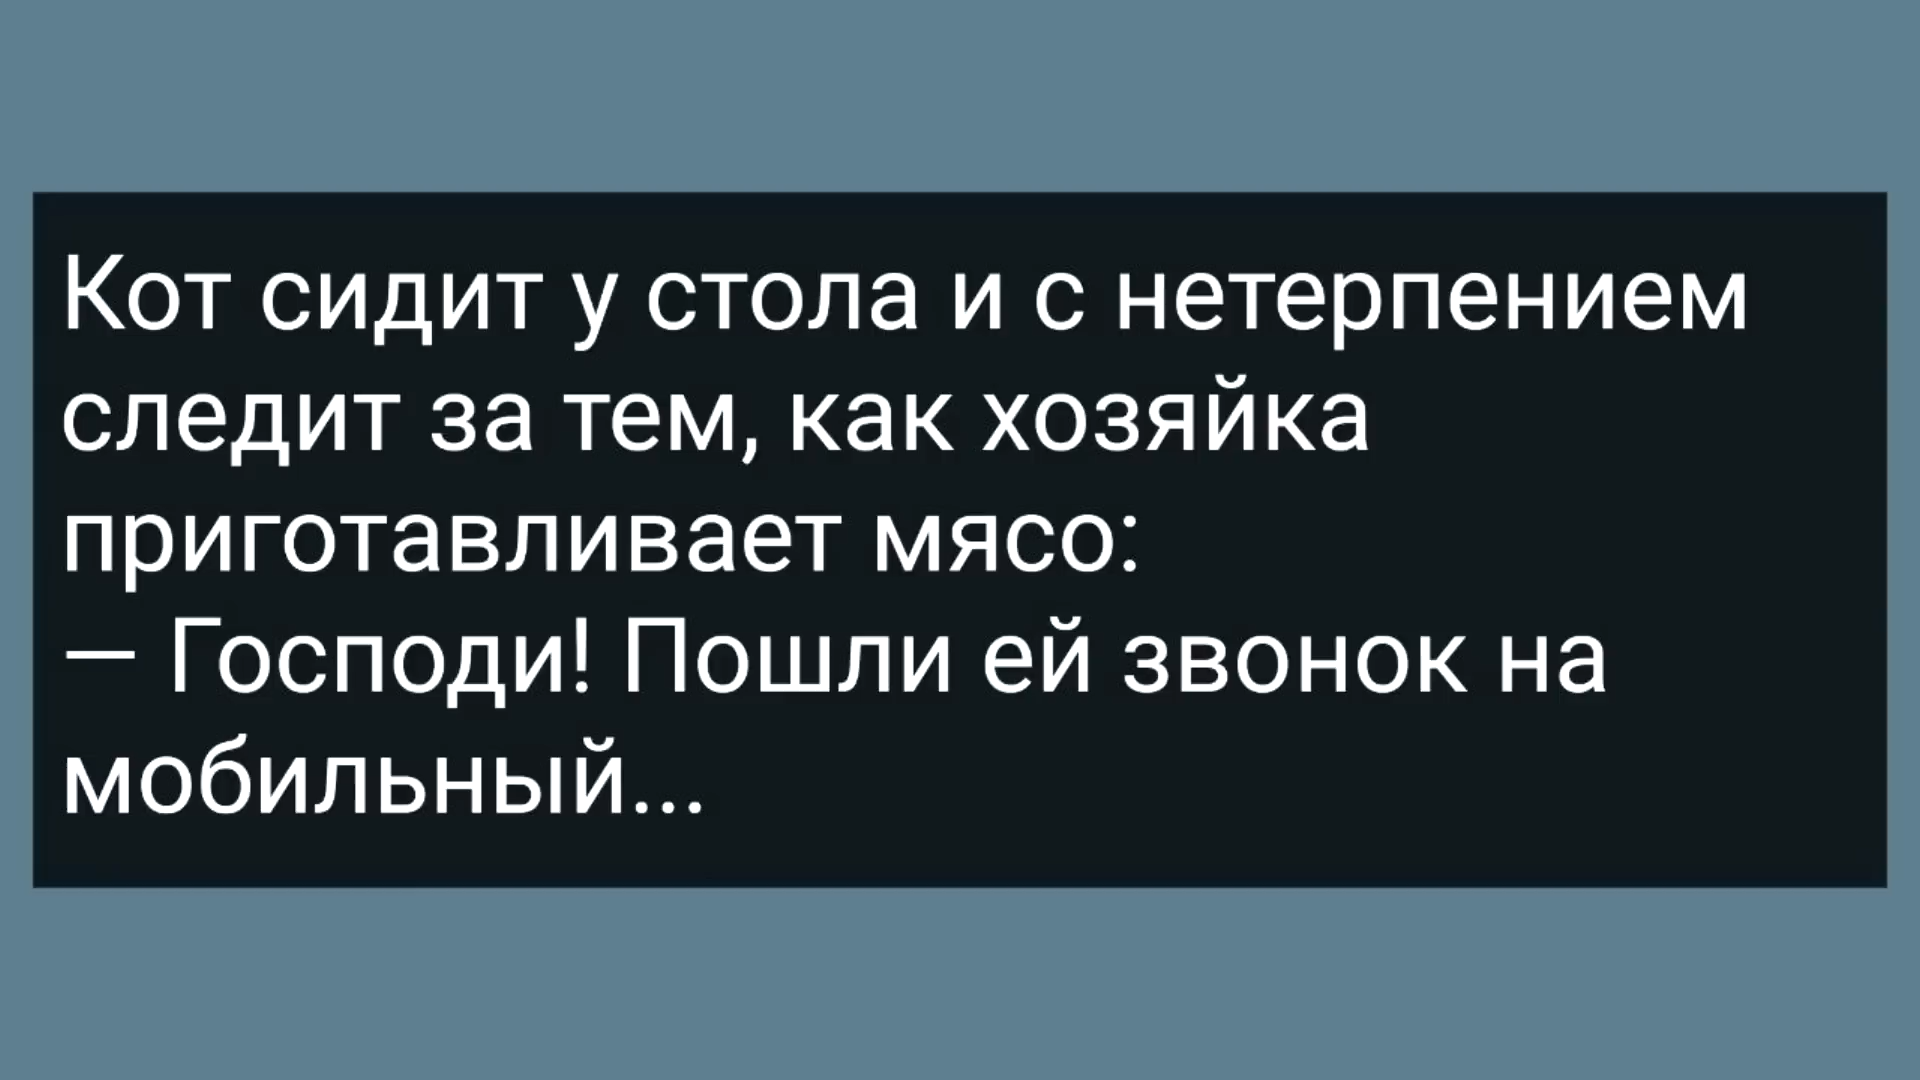 Кот сидит у стола и с нетерпением
следит за тем, как хозяйка
приготавливает мясо:
— Господи! Пошли ей звонок на
мобильный...